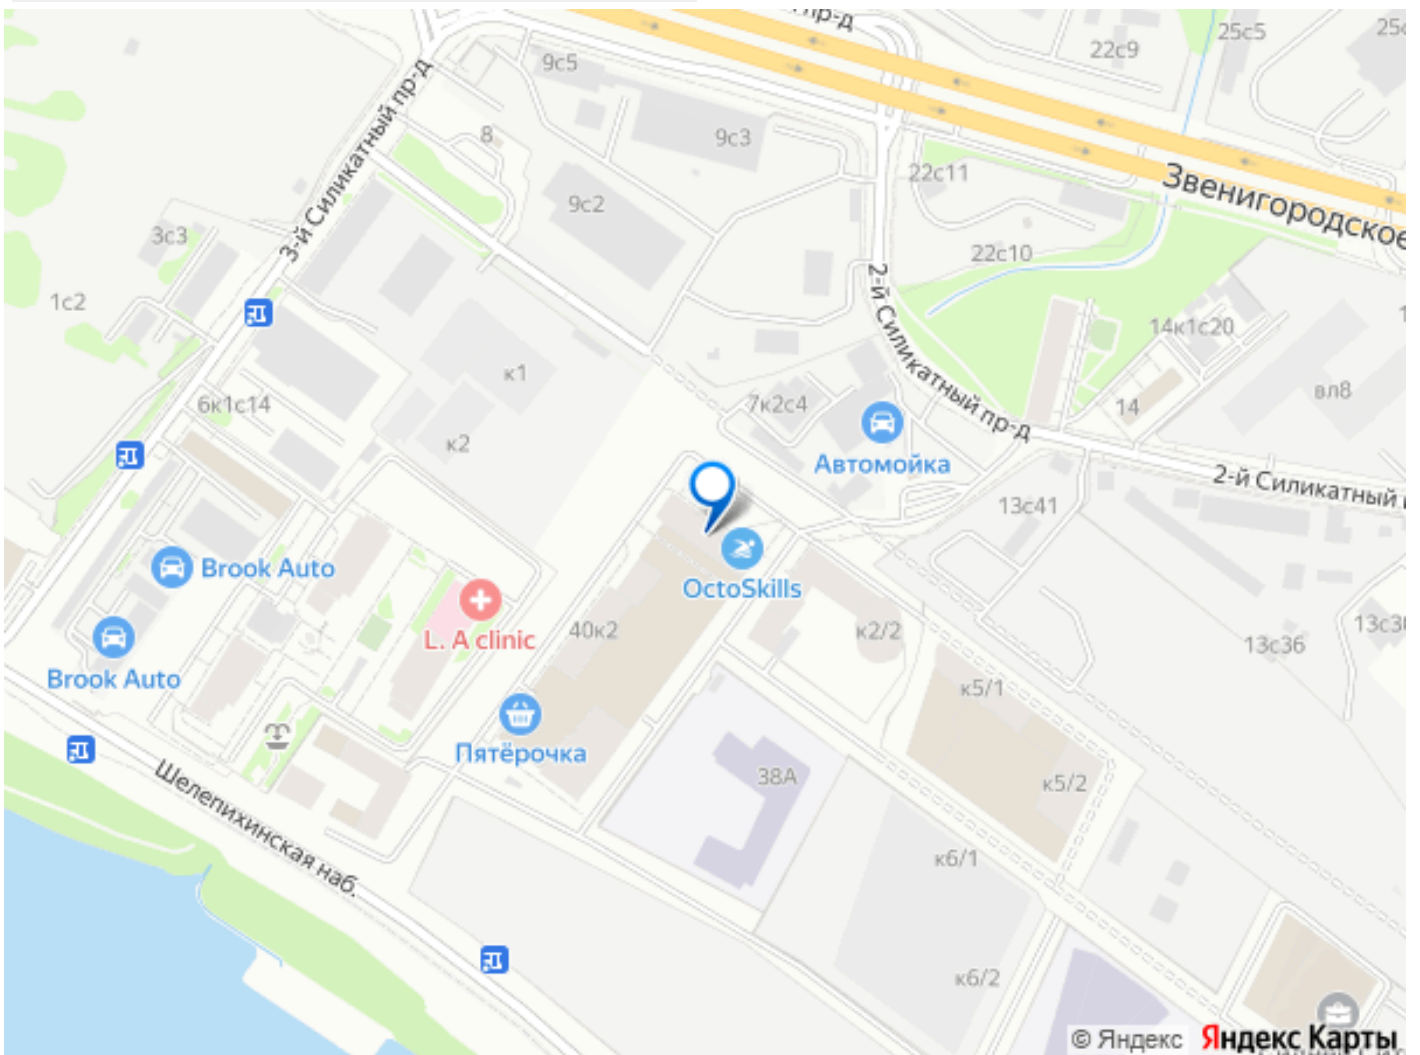 пр-д
25с5
22с9
9с5
3-й Силикатный пр-д
8
9с3
22с11
Звенигородское
9с2
3с3
22с10
1с2
2-й Силикатный пр-д
14к1с20
к1
вл8
6к1с14
7к2с4
14
к2
Автомойка
2-й Силикатный
13с41
OctoSkills
Brook Auto
L. A clinic
40к2
к2/2
13с36
Brook Auto
к5/1
Пятёрочка
38А
к5/2
Шелепихинская наб.
к6/1
к6/2
© Яндекс Яндекс Карты